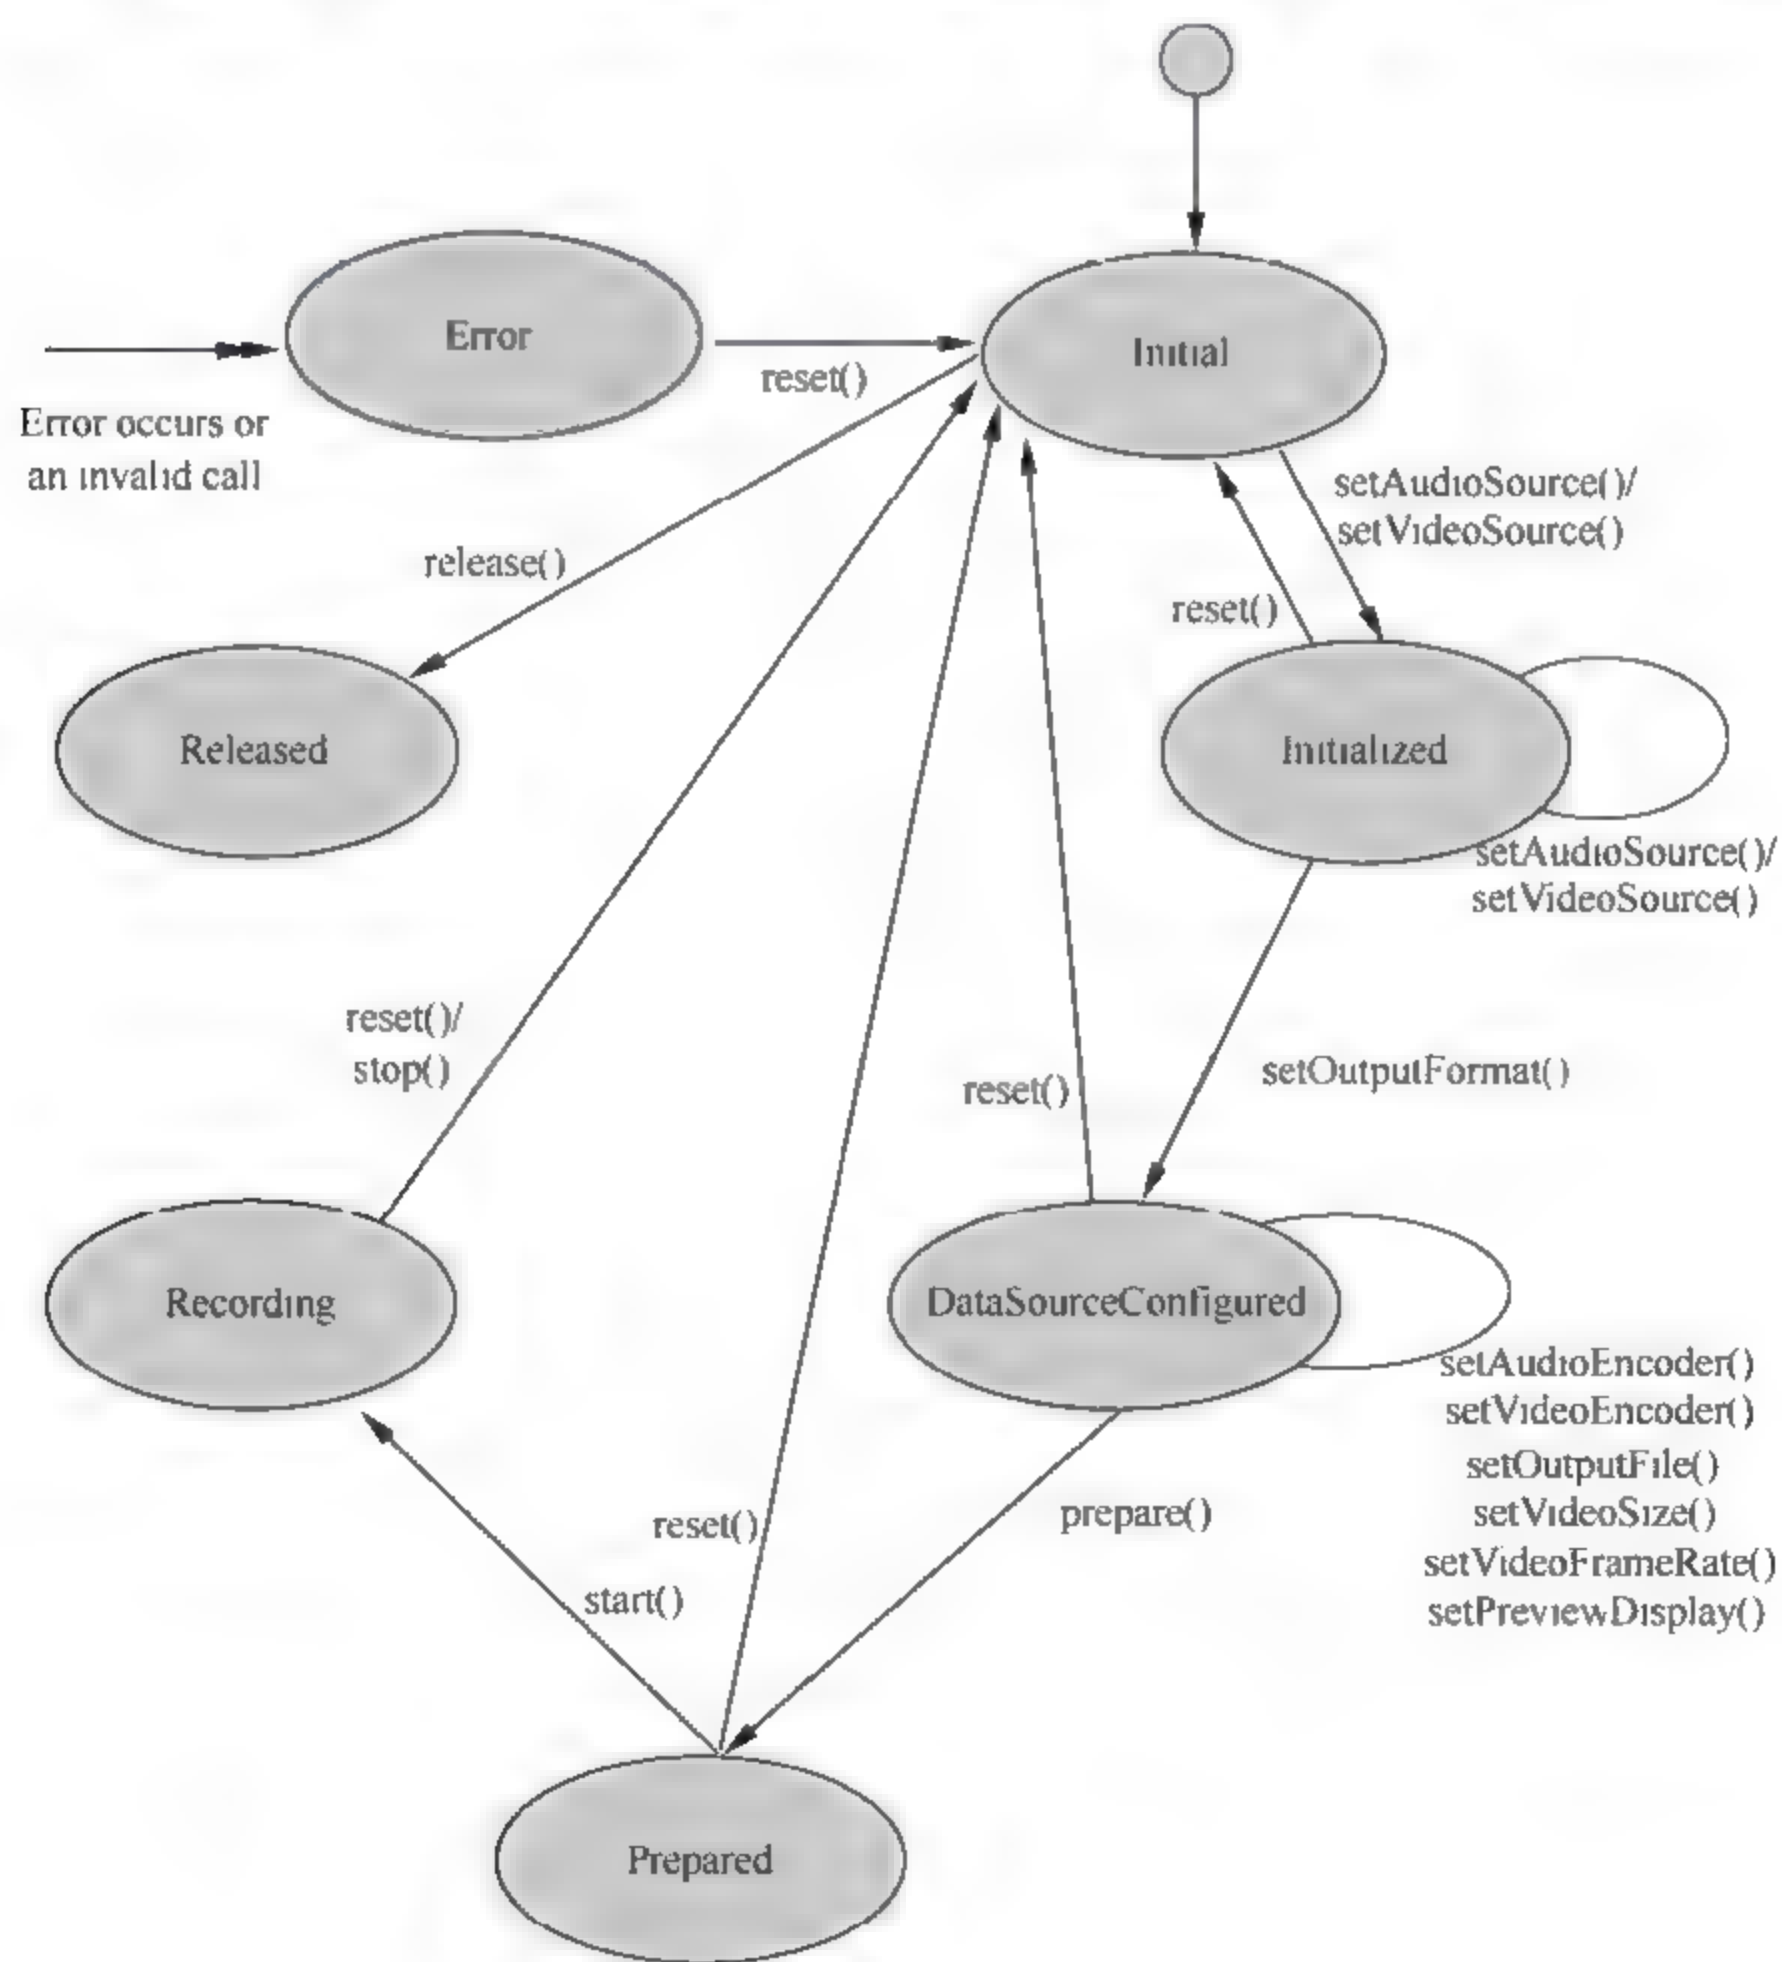 Error
Initial
reset()
Error occurs or
an invalid call
setAudioSource()/
setVideoSource()
release()
reset()
Released
Initialized
setAudioSource()/
setVideoSource()
reset()/
stop()
setOutputFormat()
reset()
Recording
DataSourceConfigured
setAudioEncoder()
setVideoEncoder()
setOutputFile()
setVideoSize()
setVideoFrameRate()
setPreviewDisplay()
prepare()
reset()
start()
Prepared